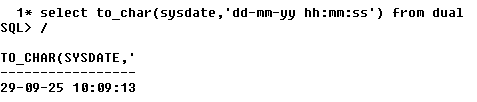 1* select to_char(sysdate,'dd-mm-yy hh:mm:ss') from dual
SQL> /
TO_CHAR(SYSDATE,'
-----------------
29-09-25 10:09:13